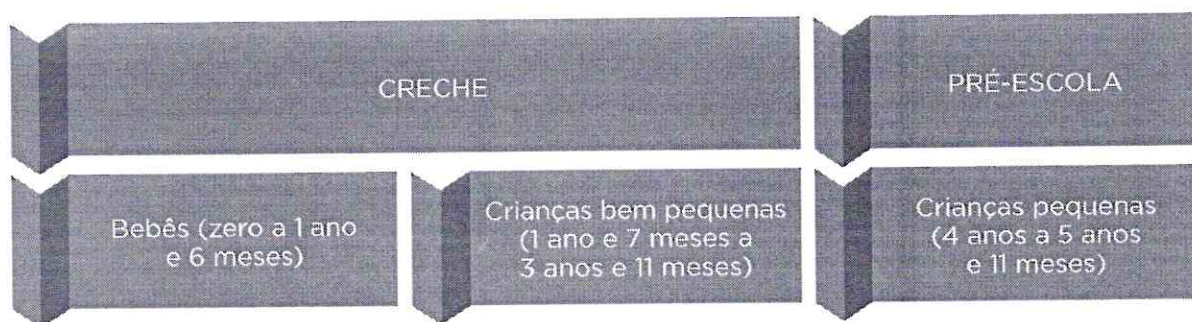 CRECHE
PRÉ-ESCOLA
Bebês (zero a 1 ano
e 6 meses)
Crianças bem pequenas
(1 ano e 7 meses a
3 anos e 11 meses)
Crianças pequenas
(4 anos a 5 anos
e 11 meses)